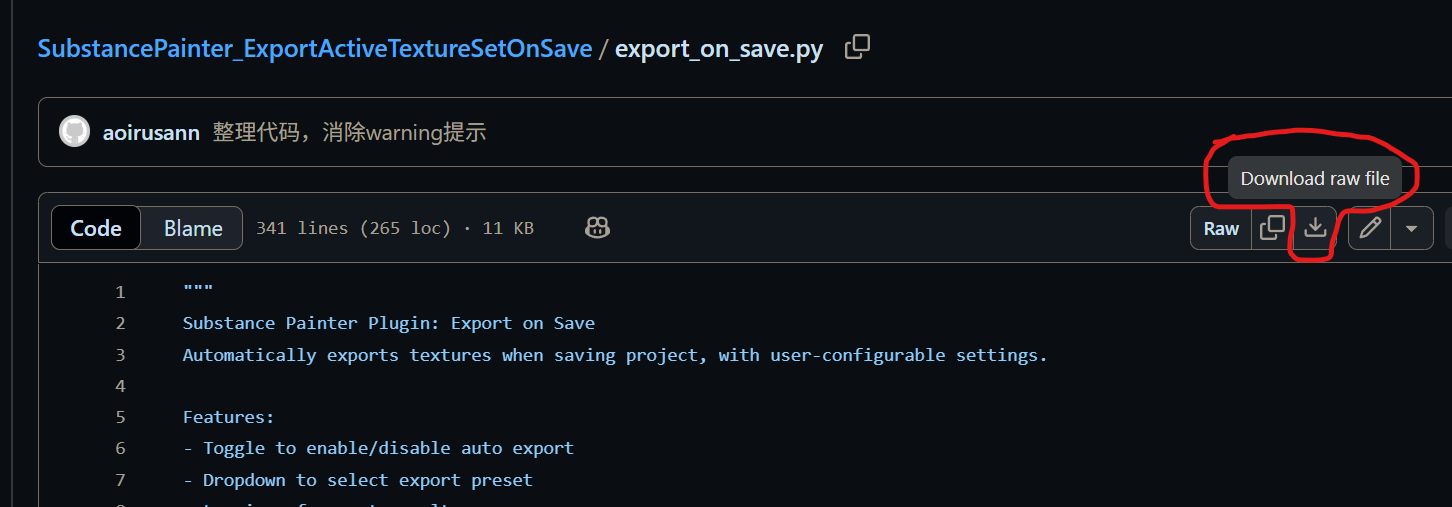 SubstancePainter_ExportActiveTextureSetOnSave / export_on_save.py
aoirusann 整理代码，消除warning提示
Download raw file
Code Blame 341 lines (265 loc) · 11 KB Raw
1 """
2 Substance Painter Plugin: Export on Save
3 Automatically exports textures when saving project, with user-configurable settings.
4
5 Features:
6 - Toggle to enable/disable auto export
7 - Dropdown to select export preset